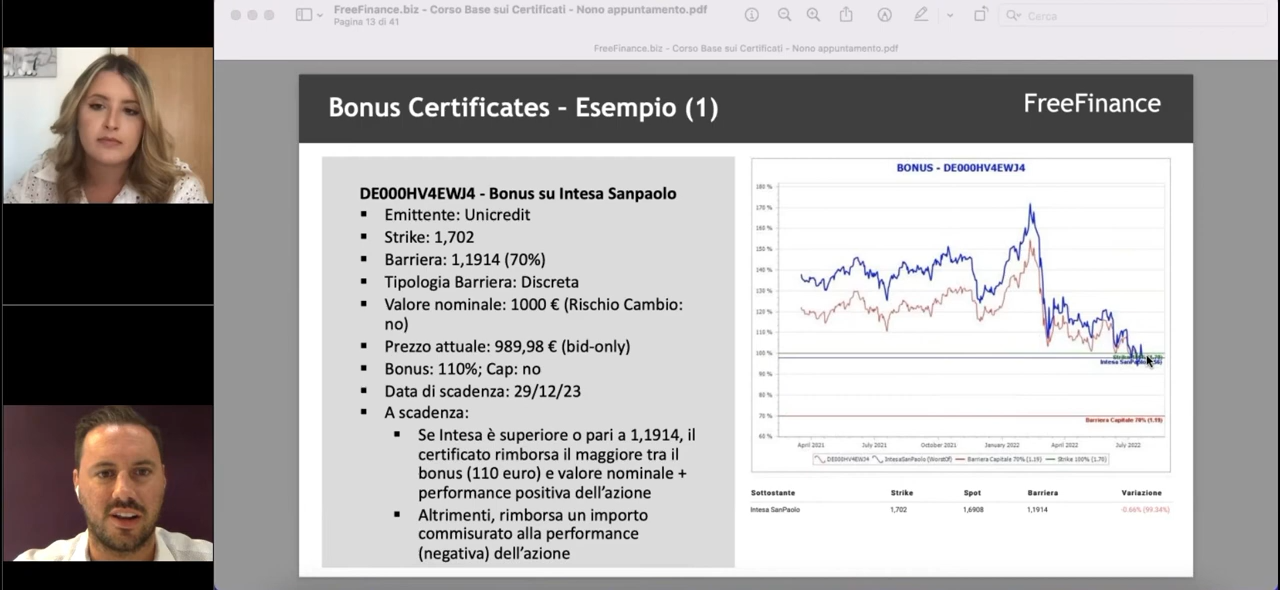 FreeFinance.biz - Corso Base sui Certificati - Nono appuntamento.pdf
Pagina 13 di 41
Cerca
FreeFinance.biz - Corso Base sui Certificati - Nono appuntamento.pdf
Bonus Certificates - Esempio (1)
FreeFinance
DE000HV4EWJ4 - Bonus su Intesa Sanpaolo
Emittente: Unicredit
Strike: 1,702
Barriera: 1,1914 (70%)
Tipologia Barriera: Discreta
Valore nominale: 1000 € (Rischio Cambio:
no)
Prezzo attuale: 989,98 € (bid-only)
Bonus: 110%; Cap: no
Data di scadenza: 29/12/23
A scadenza:
Se Intesa è superiore o pari a 1,1914, il
certificato rimborsa il maggiore tra il
bonus (110 euro) e valore nominale +
performance positiva dell'azione
Altrimenti, rimborsa un importo
commisurato alla performance
(negativa) dell'azione
BONUS - DE000HV4EWJ4
180 %
170 %
160 %
150 %
140 %
130 %
120 %
110 %
100 %
90 %
80 %
70 %
60 %
Barriera Capitale 70% (1.19)
April 2021 July 2021 October 2021 January 2022 April 2022 July 2022
DE000HV4EWJ4 IntesaSanPaolo (WorstOf) Barriera Capitale 70% (1.19) Strike 100% (1.70)
Sottostante Strike Spot Barriera Variazione
Intesa SanPaolo 1,702 1,6908 1,1914 -0.66% (99.34%)